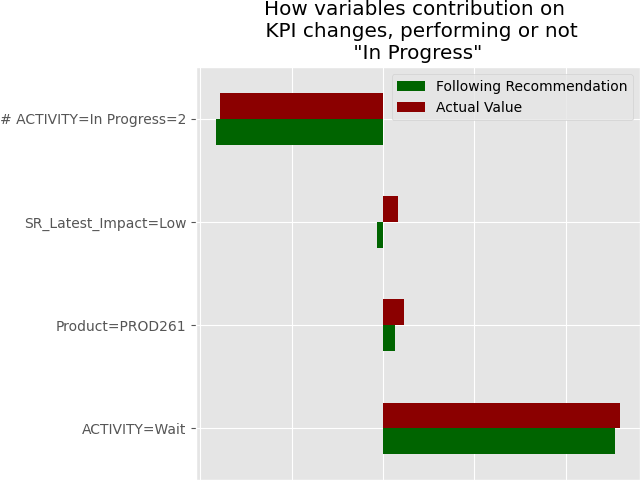 How variables contribution on
KPI changes, performing or not
"In Progress"
Following Recommendation
Actual Value
# ACTIVITY=In Progress=2
SR_Latest_Impact=Low
Product=PROD261
ACTIVITY=Wait